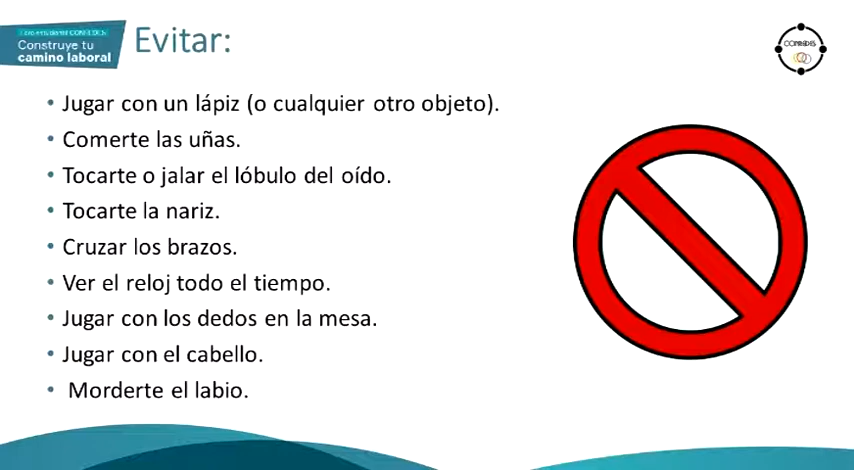 Construye tu
camino laboral
Evitar:
• Jugar con un lápiz (o cualquier otro objeto).
• Comerte las uñas.
• Tocarte o jalar el lóbulo del oído.
• Tocarte la nariz.
• Cruzar los brazos.
• Ver el reloj todo el tiempo.
• Jugar con los dedos en la mesa.
• Jugar con el cabello.
• Morderte el labio.